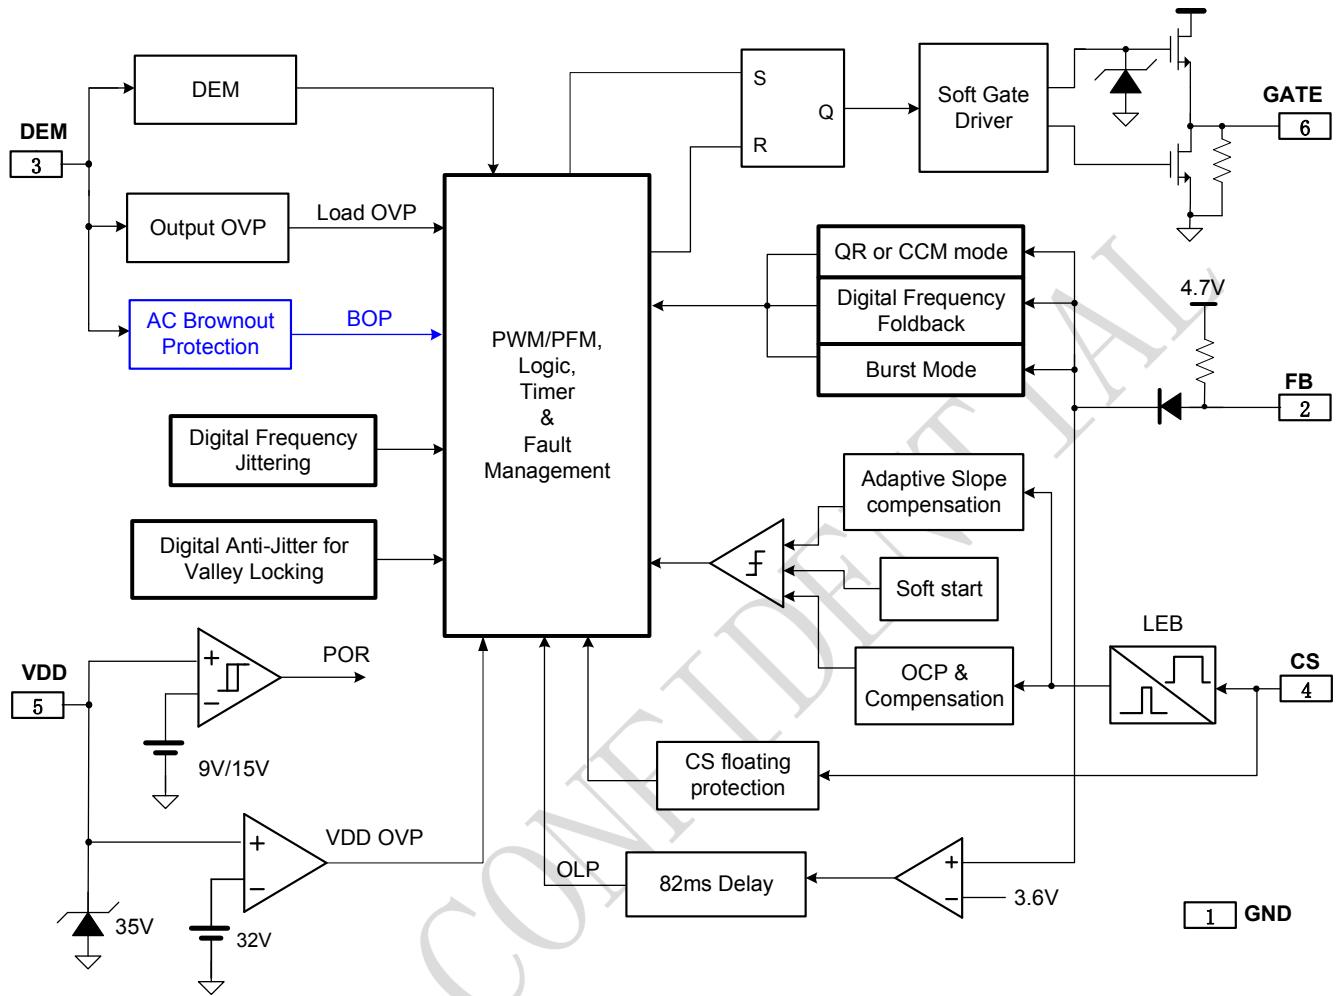 DEM
3
DEM
Output OVP
Load OVP
AC Brownout
Protection
BOP
Digital Frequency
Jittering
Digital Anti-Jitter for
Valley Locking
PWM/PFM,
Logic,
Timer
&
Fault
Management
S
R
Q
Soft Gate
Driver
GATE
6
QR or CCM mode
Digital Frequency
Foldback
Burst Mode
4.7V
FB
2
Adaptive Slope
compensation
Soft start
OCP &
Compensation
LEB
CS
4
CS floating
protection
VDD
5
+
−
POR
9V/15V
+
−
VDD OVP
35V
32V
OLP
82ms Delay
+
−
3.6V
1
GND
CONFIDENTIAL